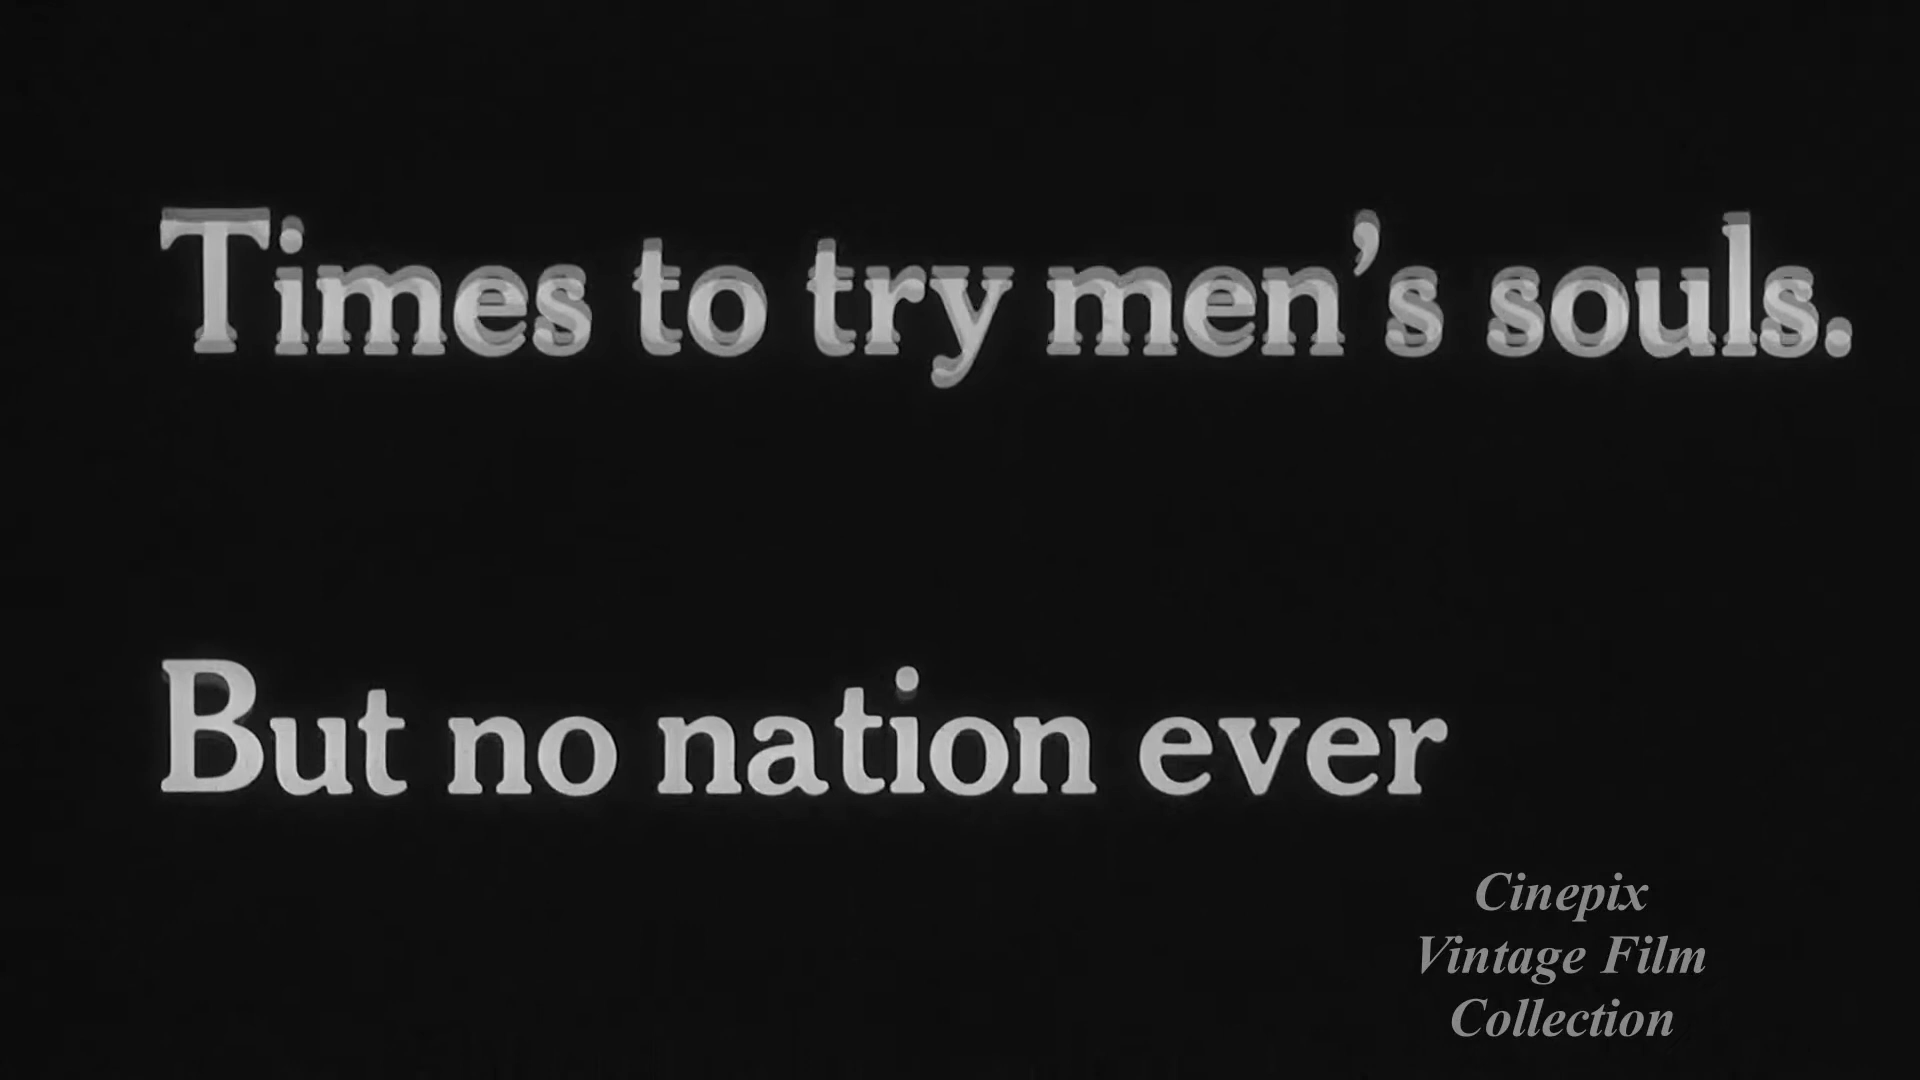 Times to try men’s souls.
But no nation ever
Cinepix
Vintage Film
Collection